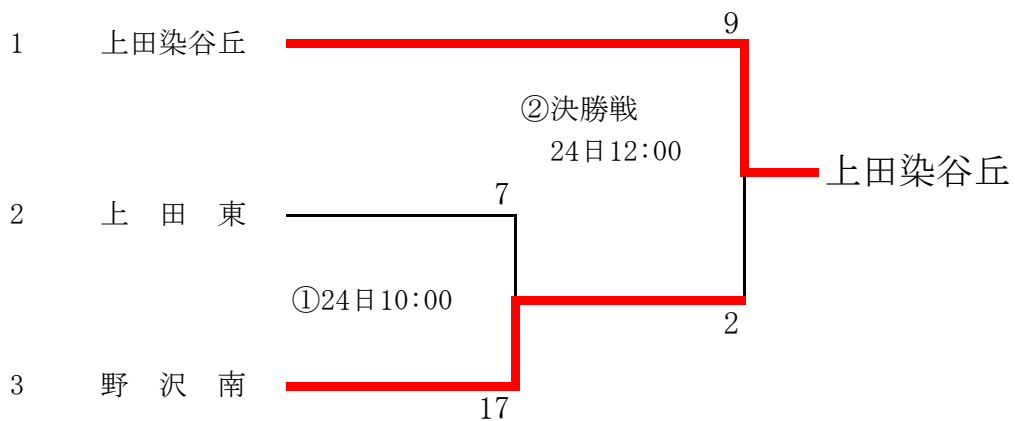 9
1 上田染谷丘
②決勝戦
24日12:00
上田染谷丘
7
2 上 田 東
①24日10:00
2
3 野 沢 南
17